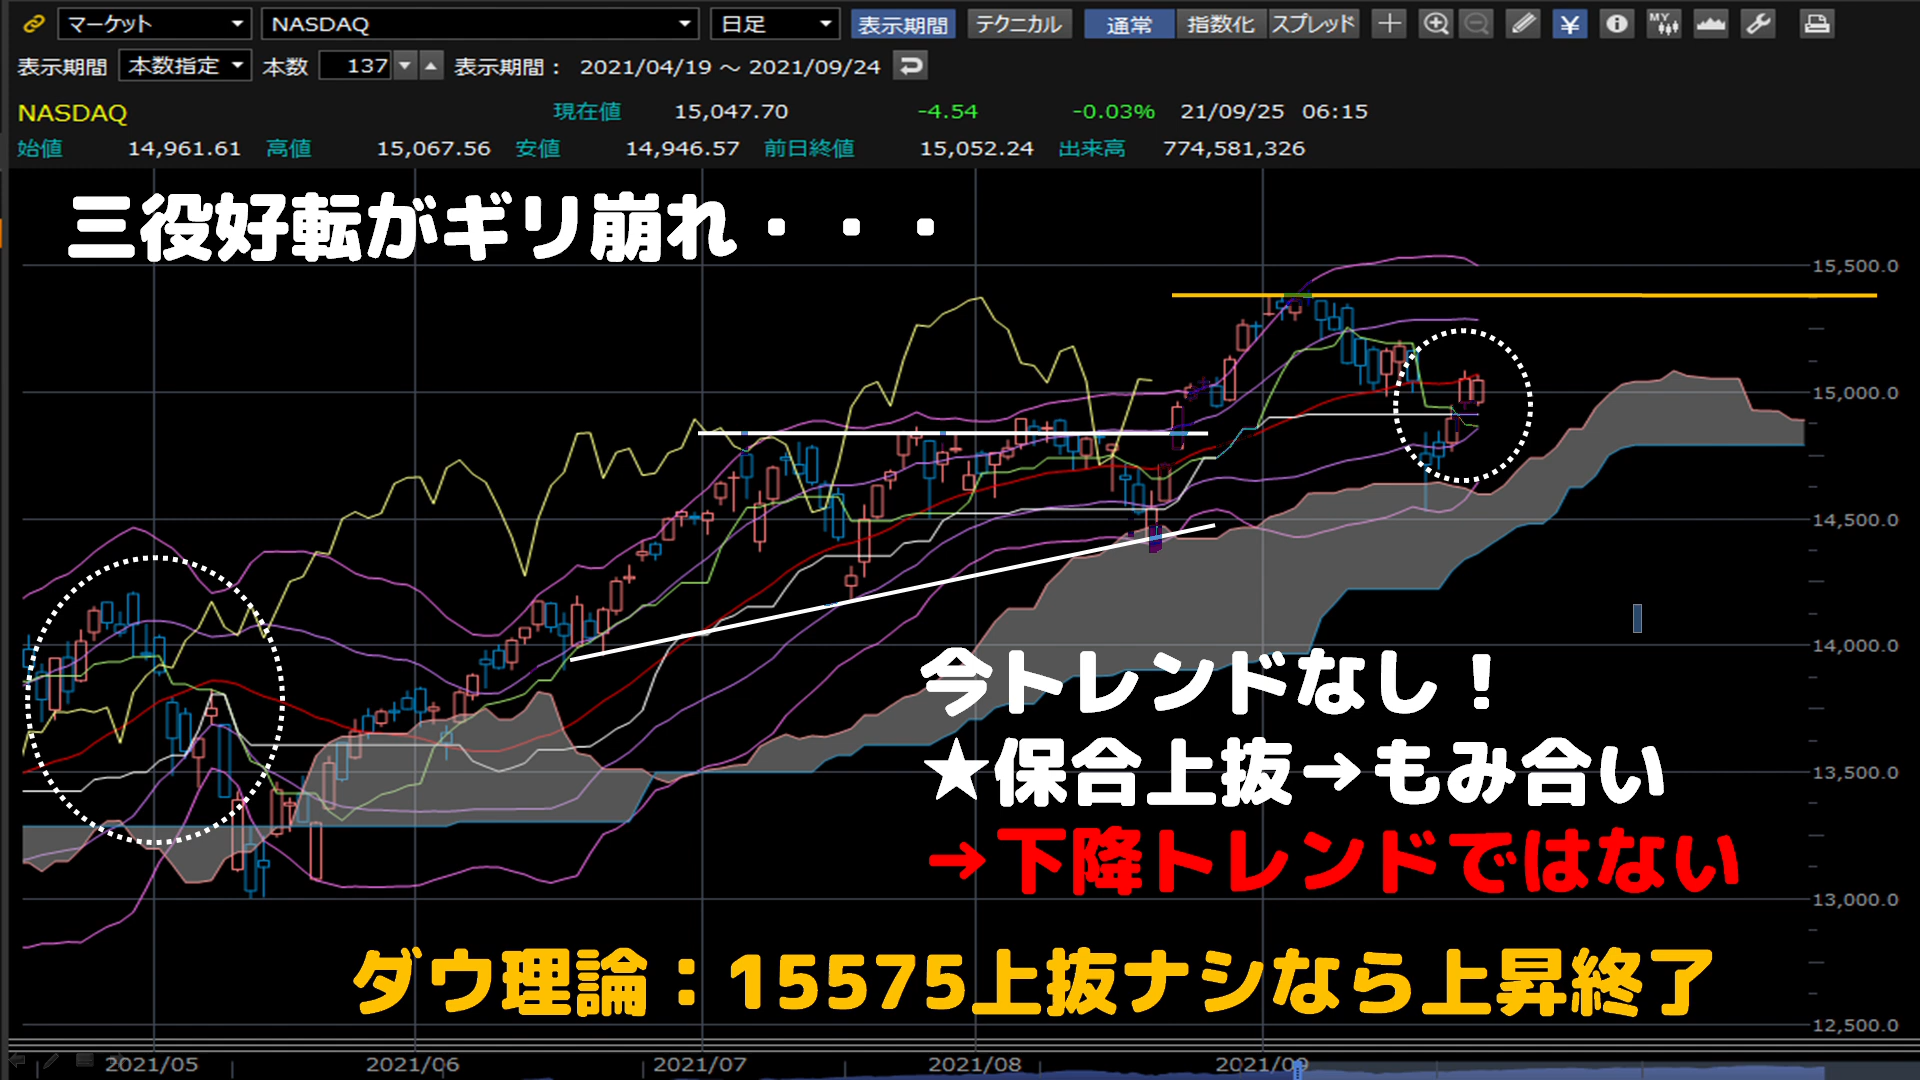 マーケット NASDAQ 日足 表示期間 テクニカル 通常 指数化 スプレッド ¥ MY
表示期間 本数指定 本数 137 表示期間： 2021/04/19 ～ 2021/09/24
NASDAQ 現在値 15,047.70 -4.54 -0.03% 21/09/25 06:15
始値 14,961.61 高値 15,067.56 安値 14,946.57 前日終値 15,052.24 出来高 774,581,326
三役好転がギリ崩れ・・・
15,500.0
15,000.0
14,500.0
14,000.0
今トレンドなし！
★保合上抜→もみ合い
13,500.0
→下降トレンドではない
13,000.0
ダウ理論：15575上抜ナシなら上昇終了
12,500.0
2021/05 2021/06 2021/07 2021/08 2021/09